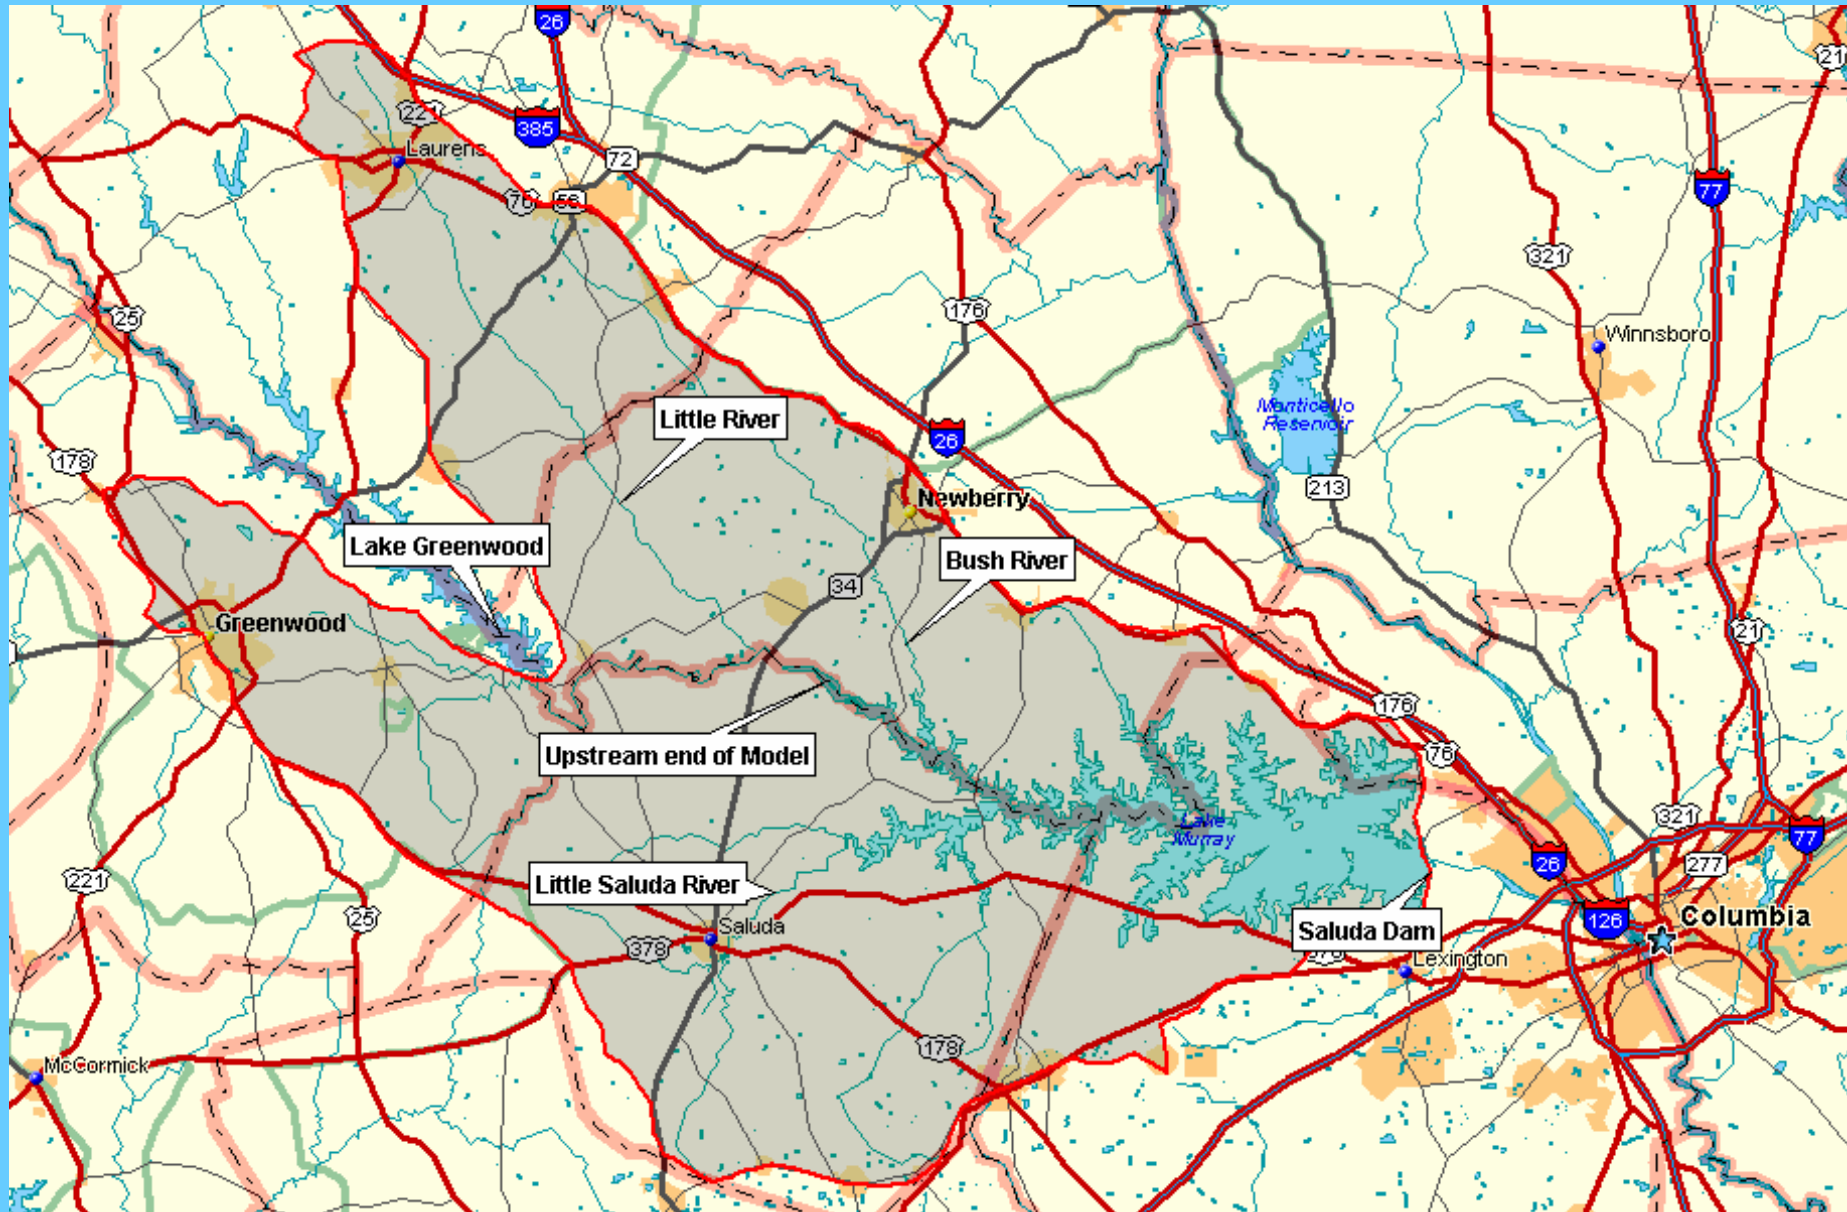 26
21
221
385
Laurens
72
77
76
56
321
25
176
Winnsboro
Monticello
Reservoir
Little River
26
178
213
Newberry
Lake Greenwood
Bush River
34
Greenwood
21
176
Upstream end of Model
76
Lake
Murray
321
77
26
277
221
Little Saluda River
25
126
Columbia
Saluda
Saluda Dam
378
378
Lexington
178
McCormick